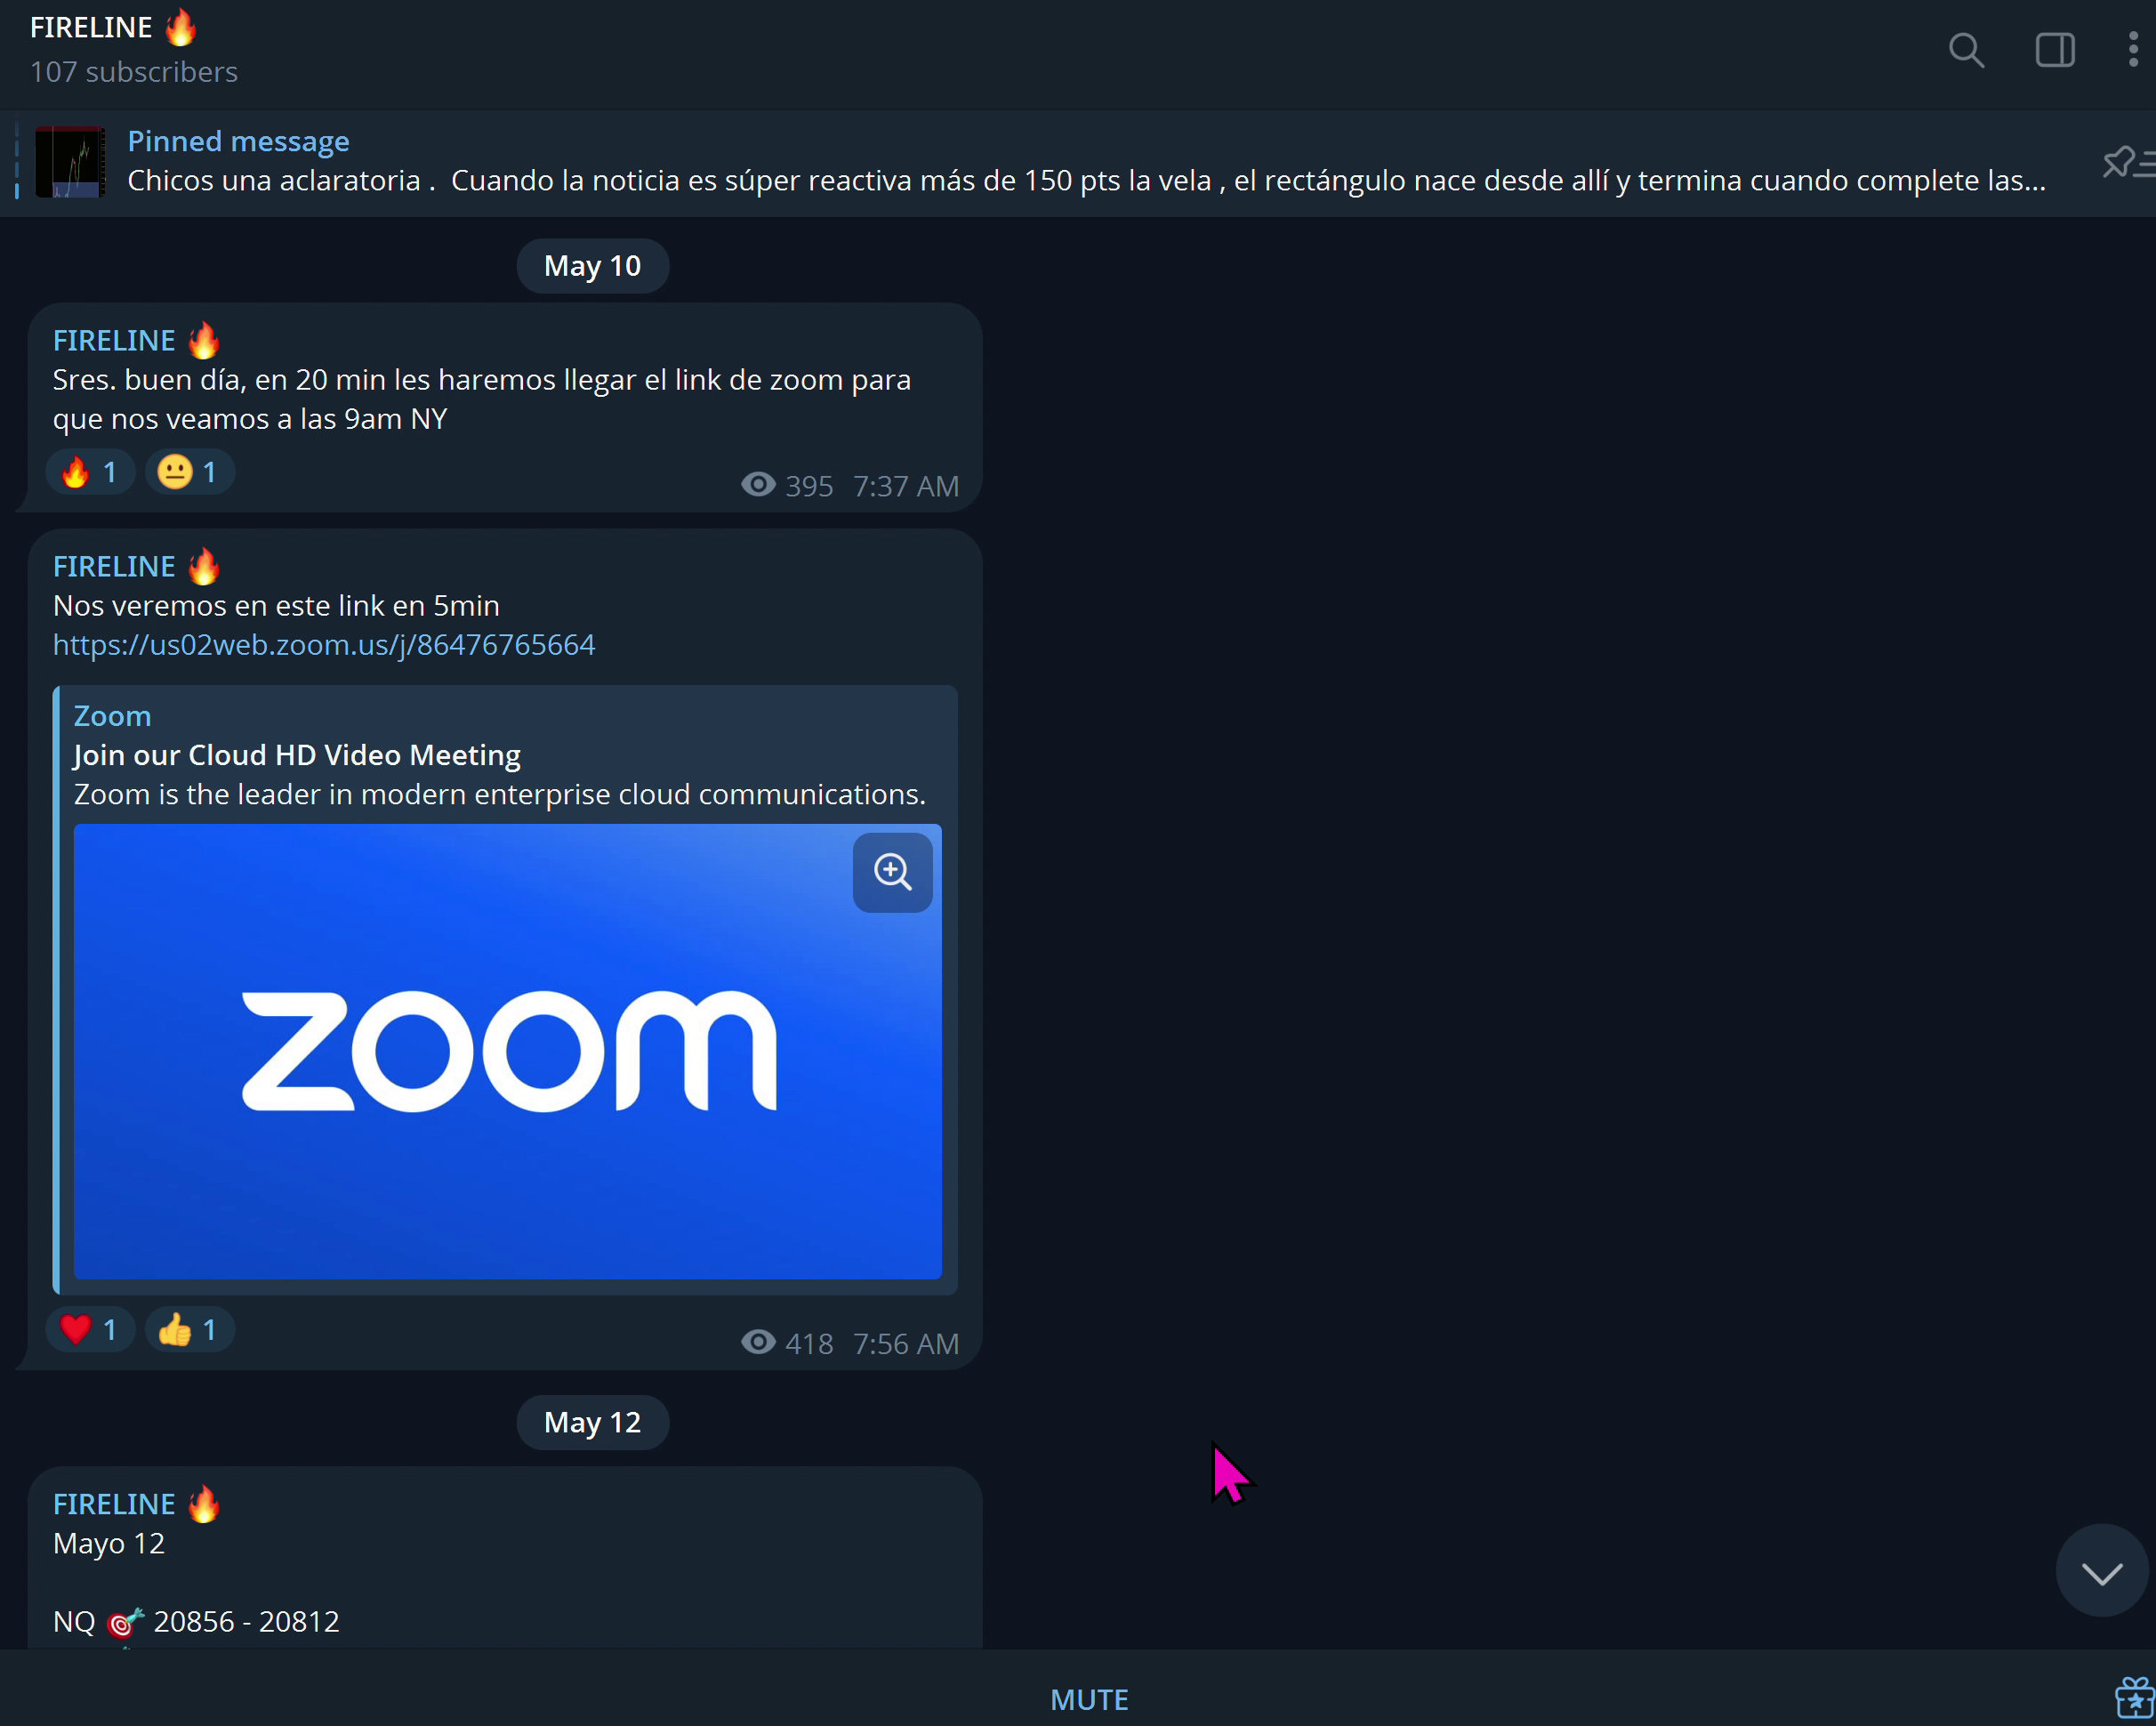 FIRELINE 🔥
107 subscribers
Pinned message
Chicos una aclaratoria .  Cuando la noticia es súper reactiva más de 150 pts la vela , el rectángulo nace desde allí y termina cuando complete las...
May 10
FIRELINE 🔥
Sres. buen día, en 20 min les haremos llegar el link de zoom para
que nos veamos a las 9am NY
🔥 1 😐 1
395 7:37 AM
FIRELINE 🔥
Nos veremos en este link en 5min
https://us02web.zoom.us/j/86476765664
Zoom
Join our Cloud HD Video Meeting
Zoom is the leader in modern enterprise cloud communications.
zoom
❤️ 1 👍 1
418 7:56 AM
May 12
FIRELINE 🔥
Mayo 12
NQ 🎯 20856 - 20812
MUTE